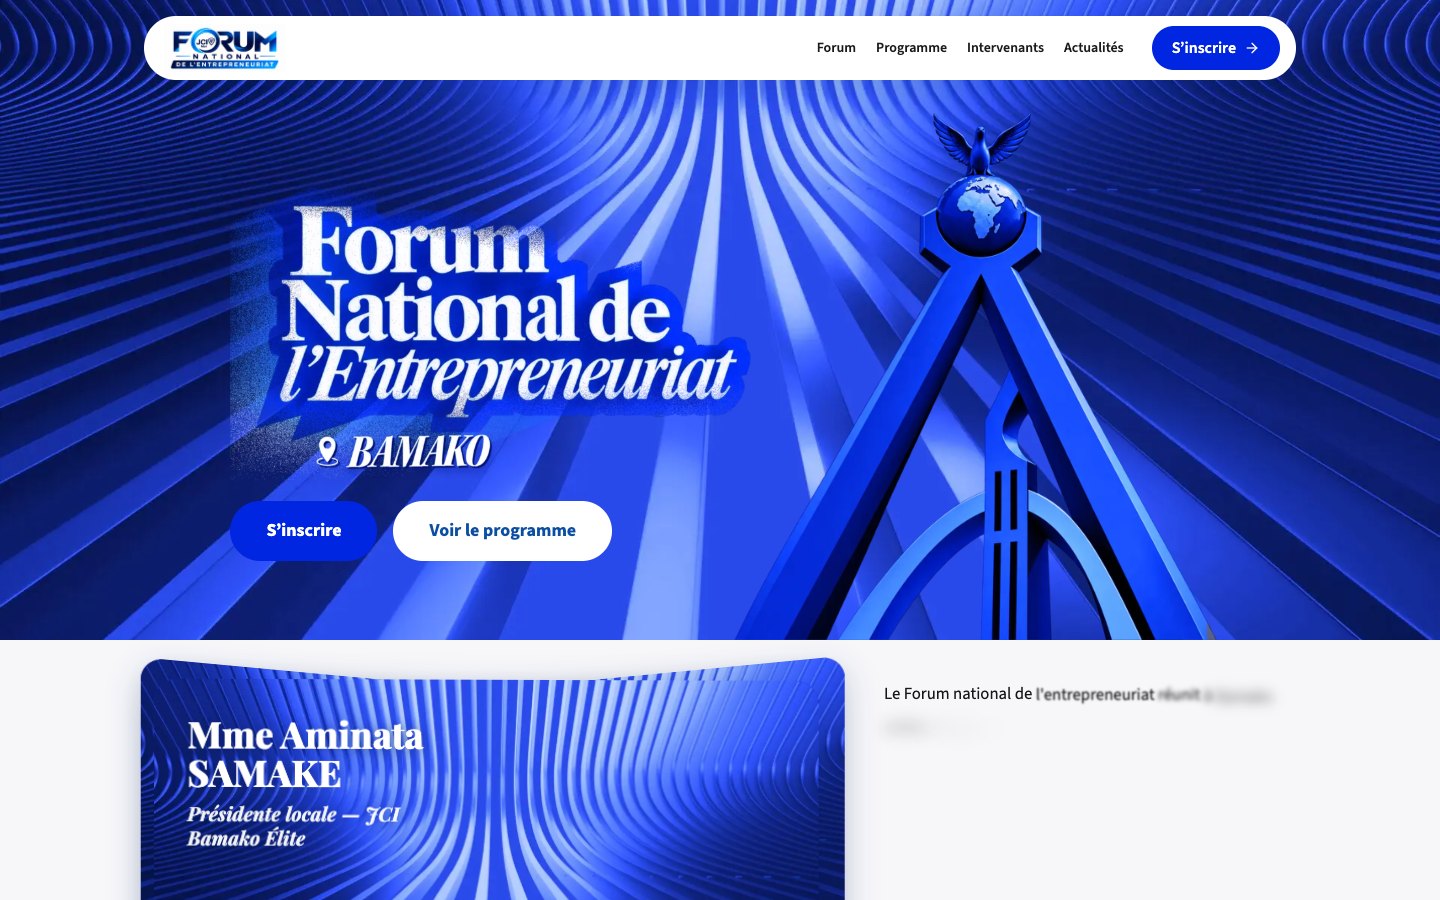 FORUM
JCI
NATIONAL
DE L'ENTREPRENEURIAT
Forum
Programme
Intervenants
Actualités
S’inscrire →
Forum
National de
l’Entrepreneuriat
BAMAKO
S’inscrire
Voir le programme
Mme Aminata
SAMAKE
Présidente locale — JCI
Bamako Élite
Le Forum national de l'entrepreneuriat réunit à